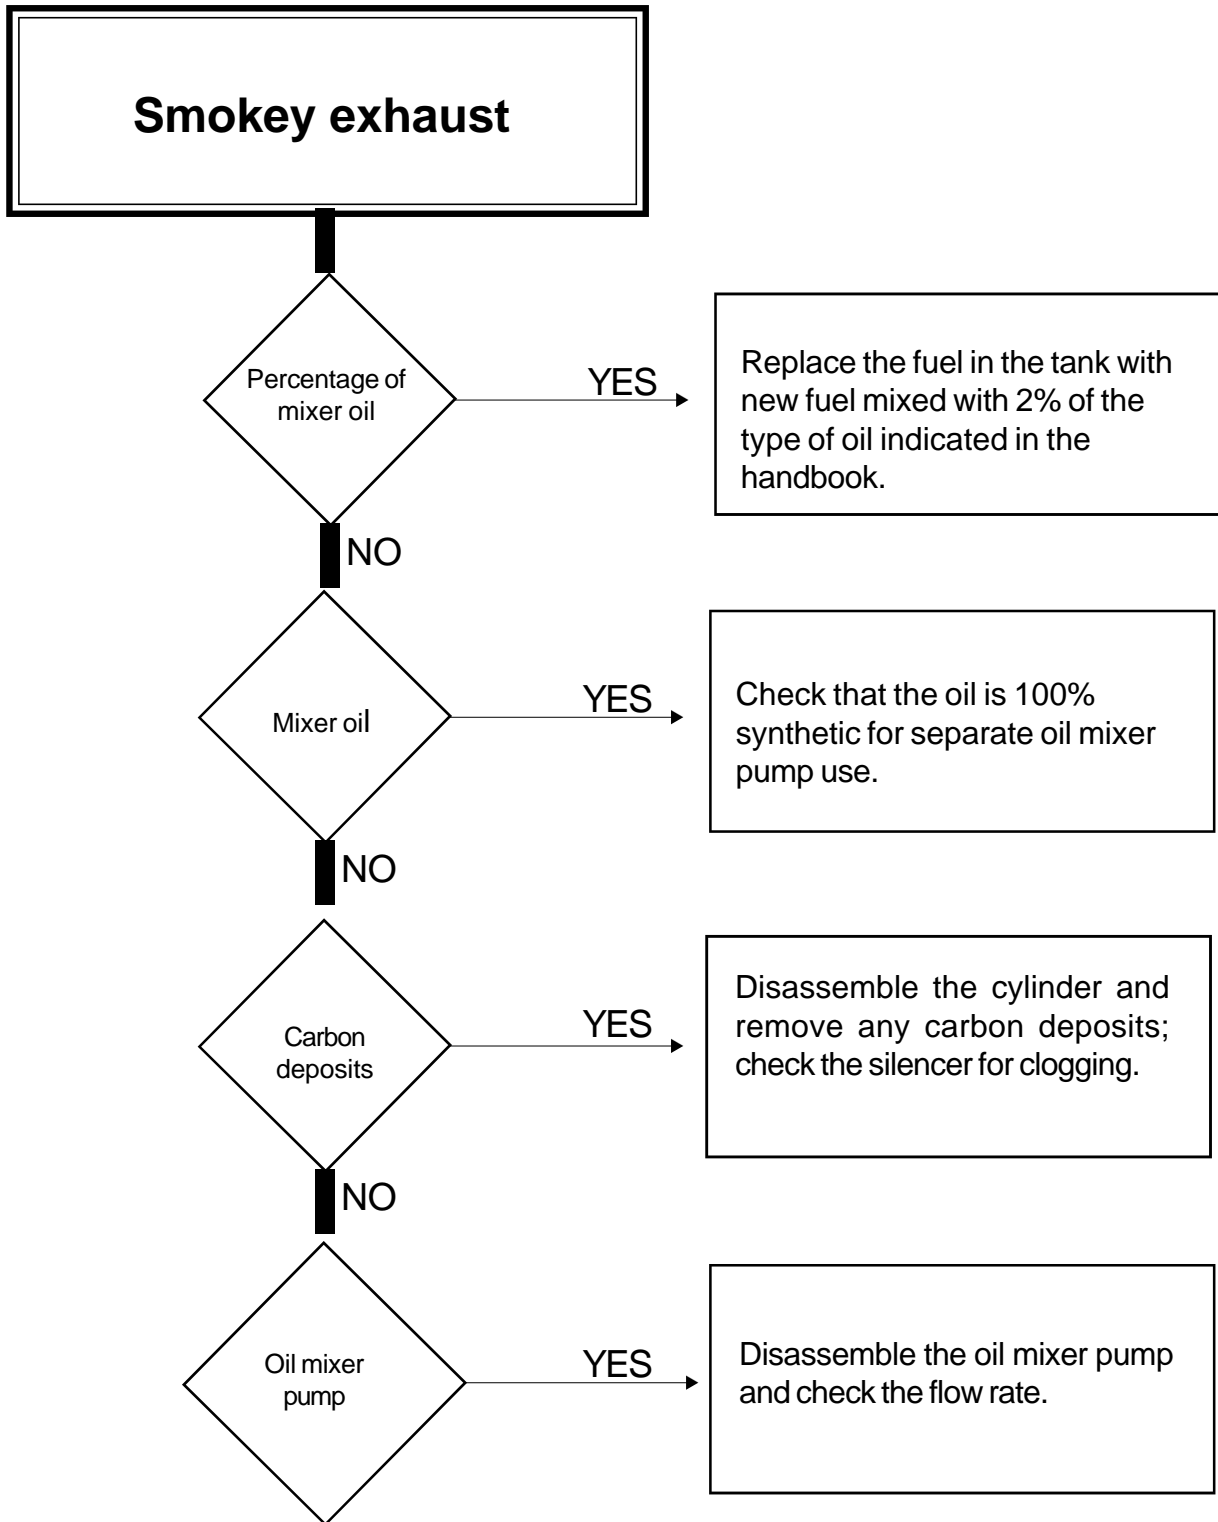 Smokey exhaust
Percentage of
mixer oil
YES
Replace the fuel in the tank with
new fuel mixed with 2% of the
type of oil indicated in the
handbook.
NO
Mixer oil
YES
Check that the oil is 100%
synthetic for separate oil mixer
pump use.
NO
Carbon
deposits
YES
Disassemble the cylinder and
remove any carbon deposits;
check the silencer for clogging.
NO
Oil mixer
pump
YES
Disassemble the oil mixer pump
and check the flow rate.